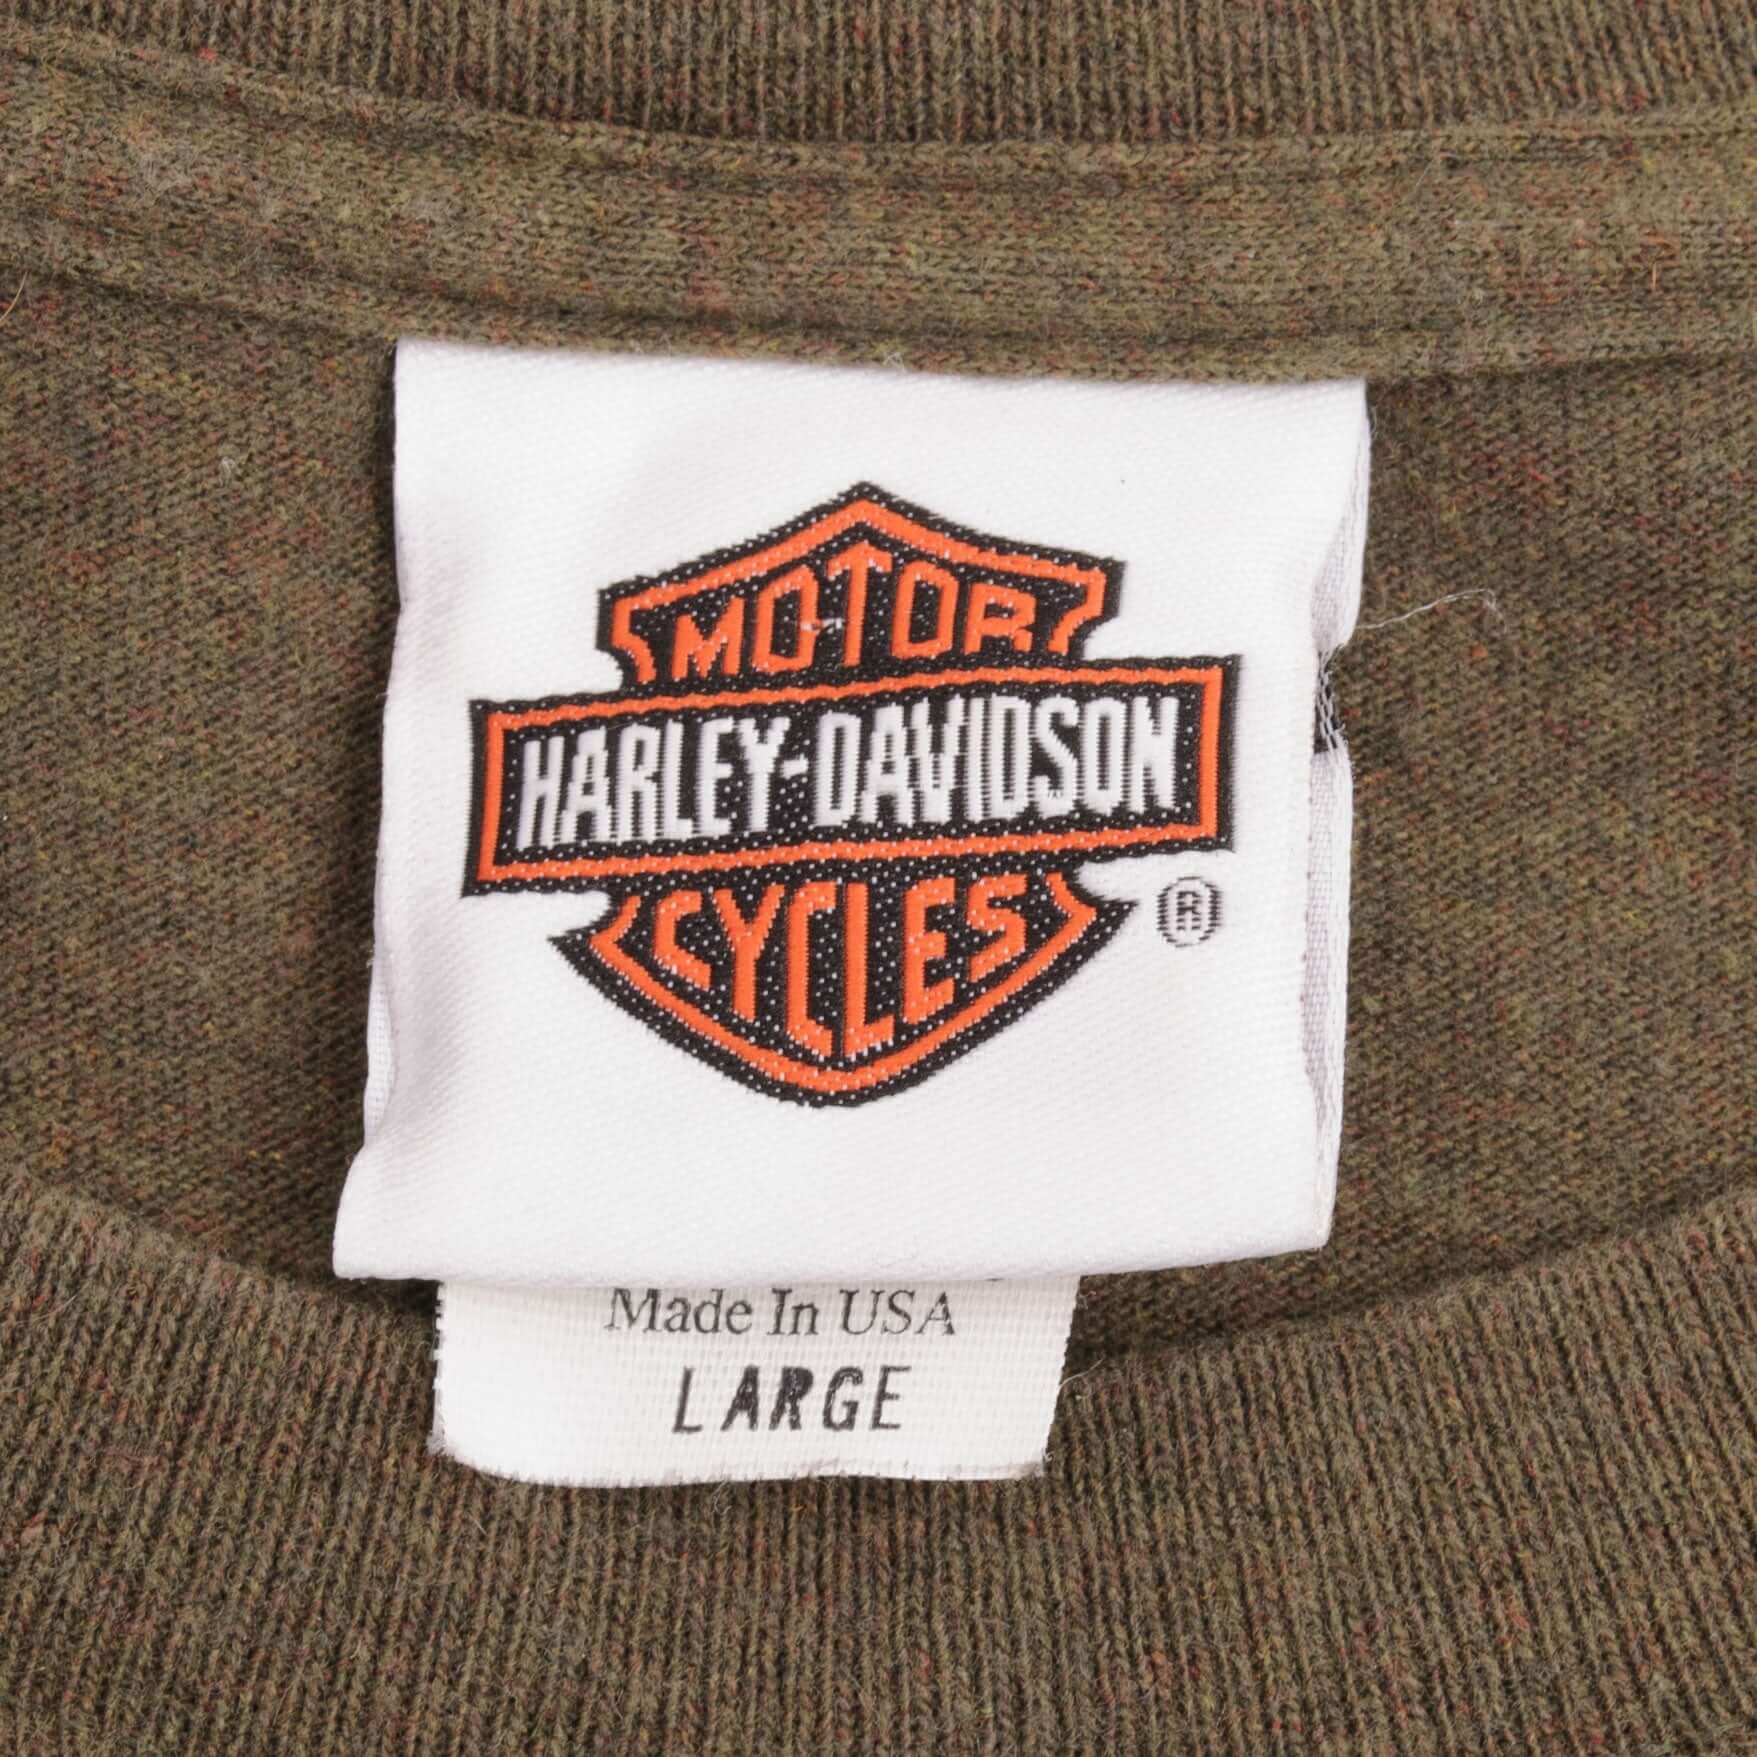 MOTOR
HARLEY-DAVIDSON
CYCLES
®
Made In USA
LARGE